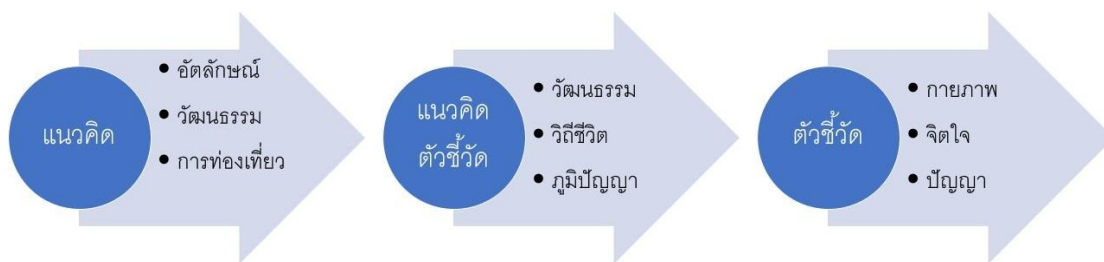 แนวคิด
• อัตลักษณ์
• วัฒนธรรม
• การท่องเที่ยว
แนวคิด
ตัวชี้วัด
• วัฒนธรรม
• วิถีชีวิต
• ภูมิปัญญา
ตัวชี้วัด
• กายภาพ
• จิตใจ
• ปัญญา